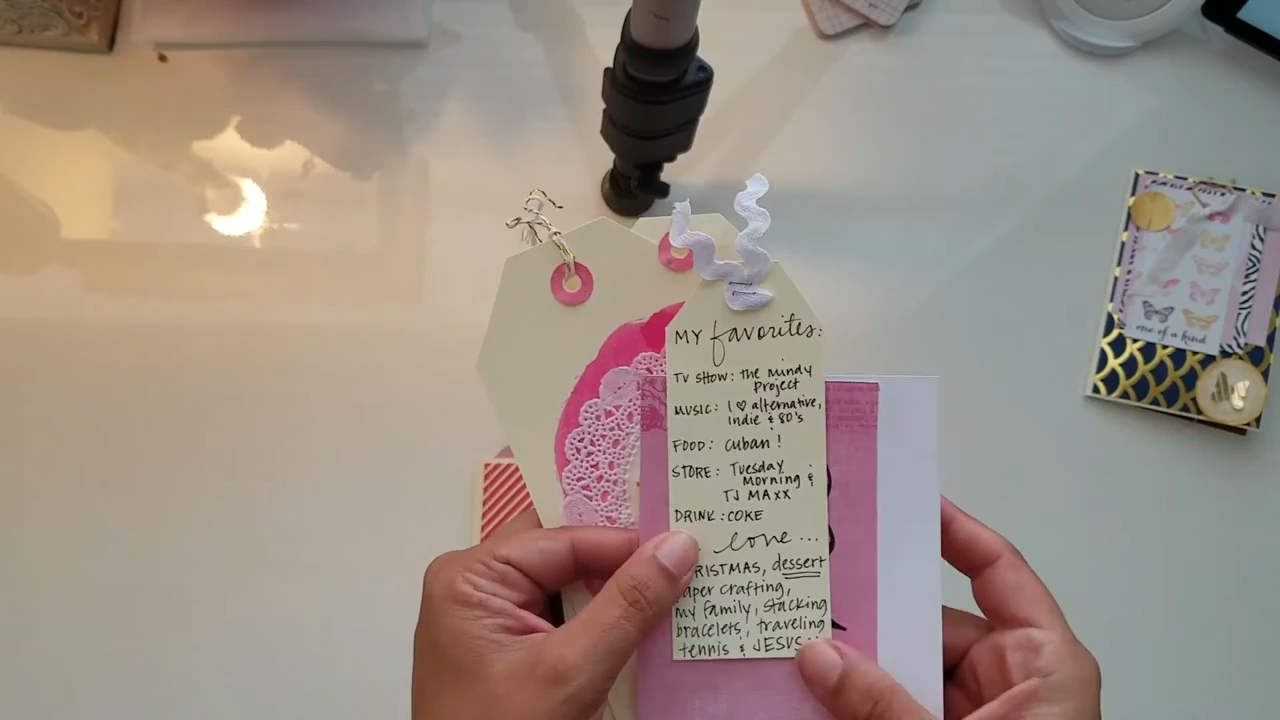 MY favorites:
TV SHOW: the mindy
Project
MUSIC: I ♡ alternative,
indie & 80's
FOOD: cuban!
STORE: Tuesday
Morning &
TJ MAXX
DRINK: COKE
love...
RISTMAS, dessert
aper crafting,
my family, stacking
bracelets, traveling
tennis & JESUS
one of a kind